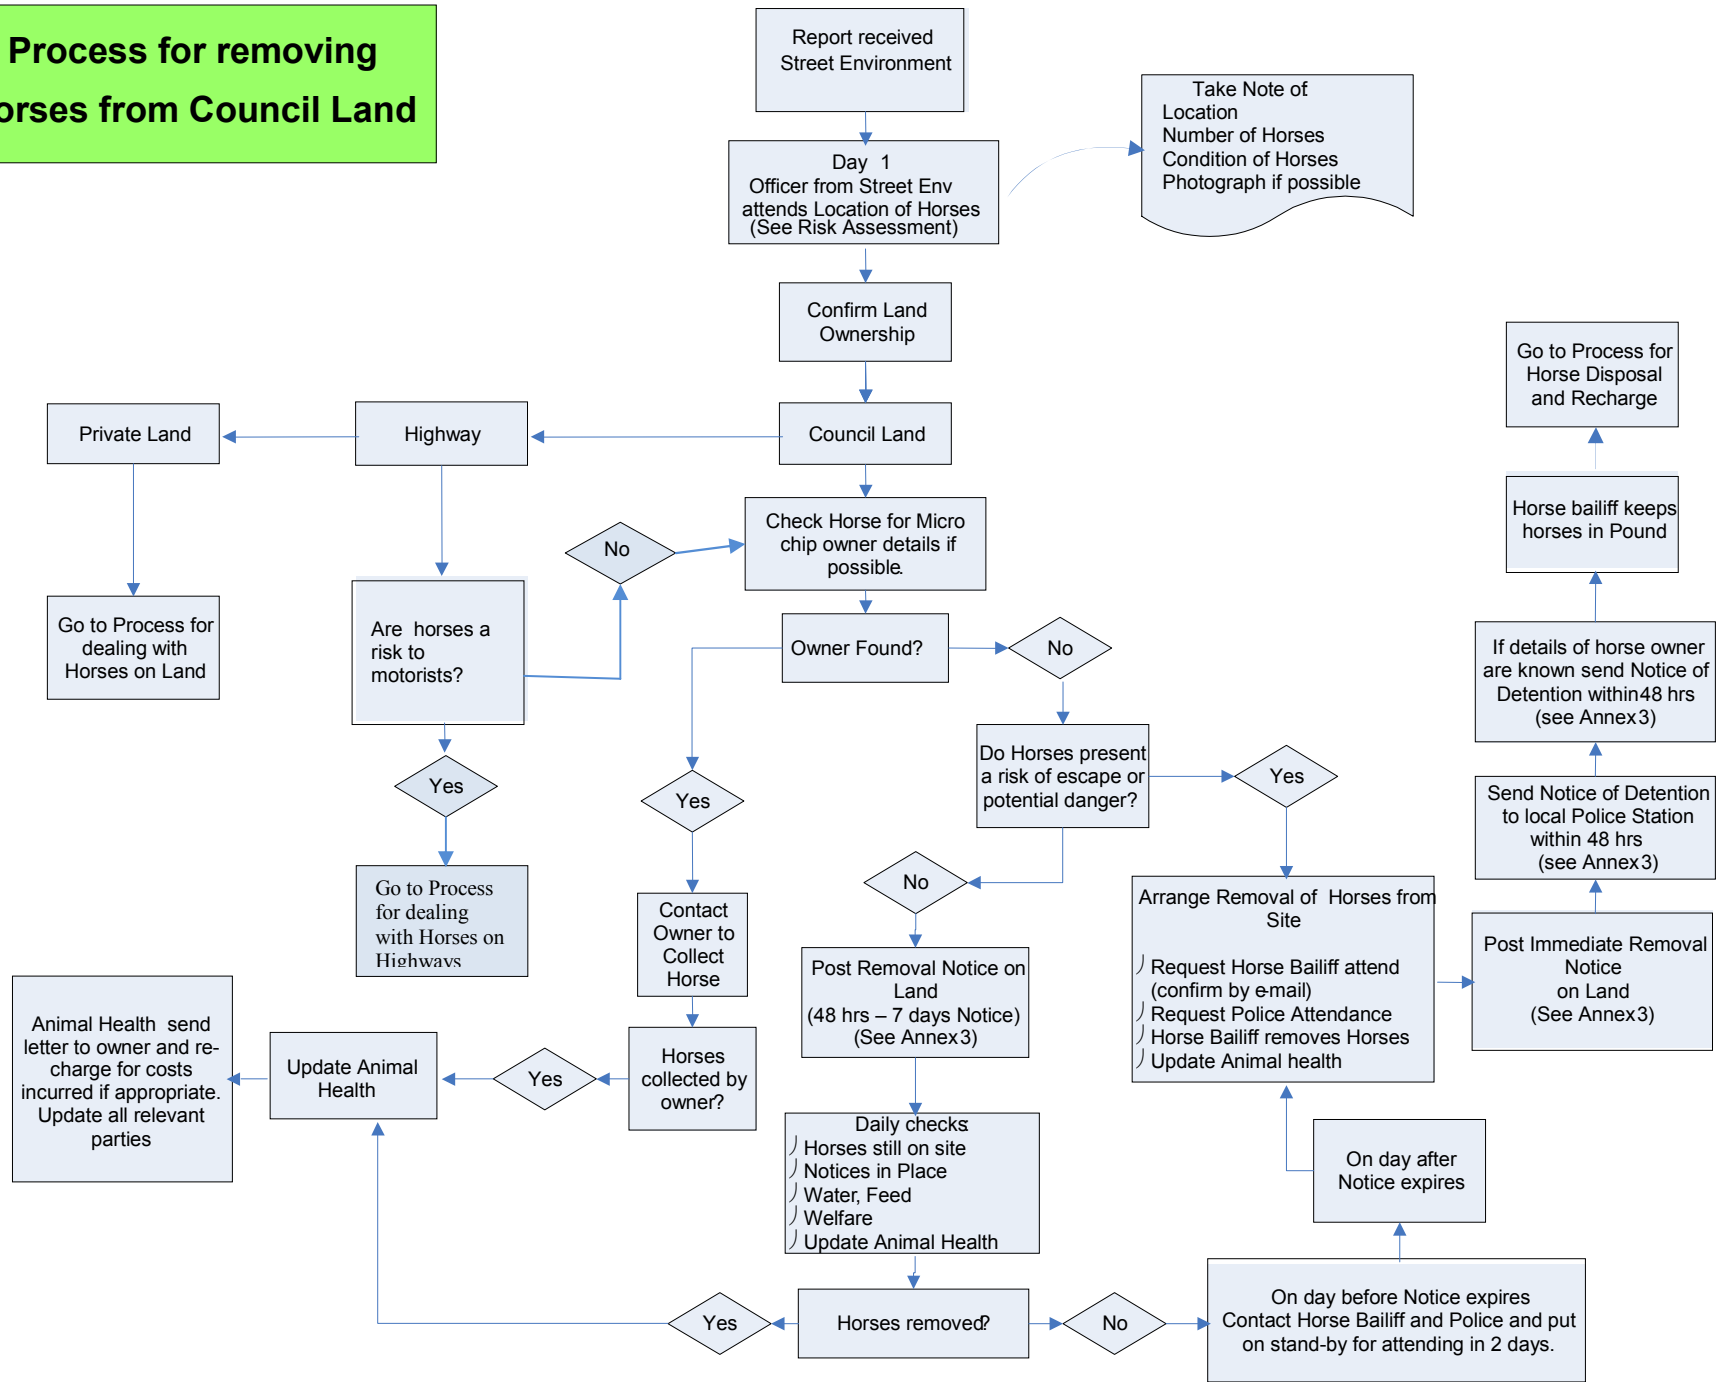 Process for removing
orses from Council Land
Report received
Street Environment
Take Note of
Location
Number of Horses
Condition of Horses
Photograph if possible
Day 1
Officer from Street Env
attends Location of Horses
(See Risk Assessment)
Confirm Land
Ownership
Private Land
Highway
Council Land
Go to Process for
Horse Disposal
and Recharge
Horse bailiff keeps
horses in Pound
Check Horse for Micro
chip owner details if
possible.
No
Go to Process for
dealing with
Horses on Land
Are horses a
risk to
motorists?
Owner Found?
No
If details of horse owner
are known send Notice of
Detention within48 hrs
(see Annex3)
Yes
Yes
Do Horses present
a risk of escape or
potential danger?
Yes
Send Notice of Detention
to local Police Station
within 48 hrs
(see Annex3)
Go to Process
for dealing
with Horses on
Highways
Contact
Owner to
Collect
Horse
No
Arrange Removal of Horses from
Site
Request Horse Bailiff attend
(confirm by e-mail)
Request Police Attendance
Horse Bailiff removes Horses
Update Animal health
Post Immediate Removal
Notice
on Land
(See Annex3)
Post Removal Notice on
Land
(48 hrs – 7 days Notice)
(See Annex3)
Animal Health send
letter to owner and re-
charge for costs
incurred if appropriate.
Update all relevant
parties
Update Animal
Health
Yes
Horses
collected by
owner?
Daily checks:
Horses still on site
Notices in Place
Water, Feed
Welfare
Update Animal Health
On day after
Notice expires
Yes
Horses removed?
No
On day before Notice expires
Contact Horse Bailiff and Police and put
on stand-by for attending in 2 days.